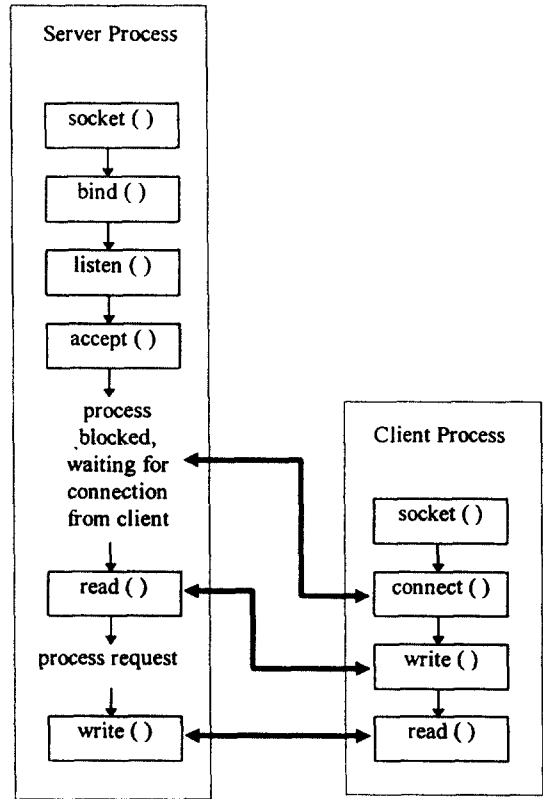 Server Process
socket ( )
bind ( )
listen ( )
accept ( )
process
blocked,
waiting for
connection
from client
read ( )
process request
write ( )
Client Process
socket ( )
connect ( )
write ( )
read ( )